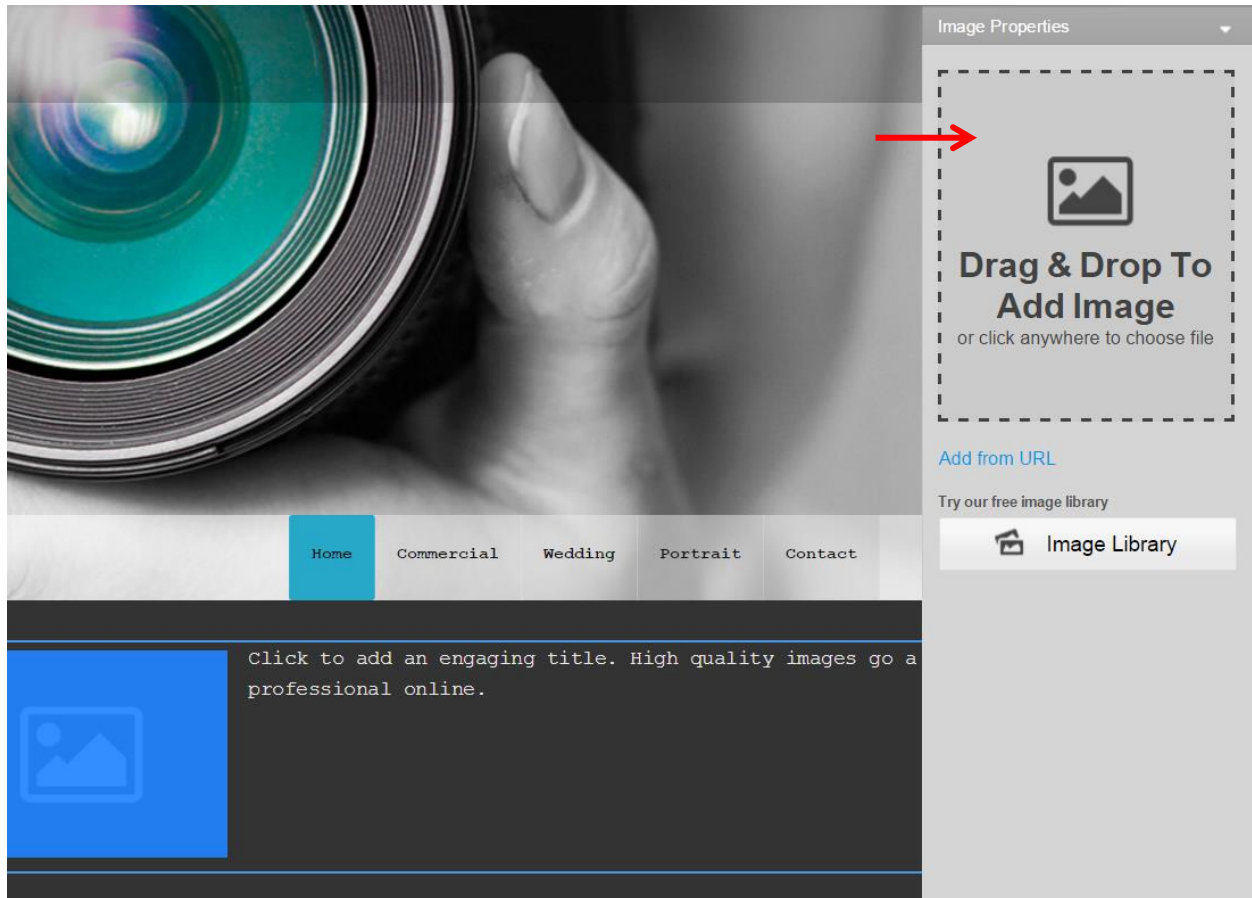 Image Properties
Drag & Drop To
Add Image
or click anywhere to choose file
Add from URL
Try our free image library
Image Library
Home Commercial Wedding Portrait Contact
Click to add an engaging title. High quality images go a
professional online.